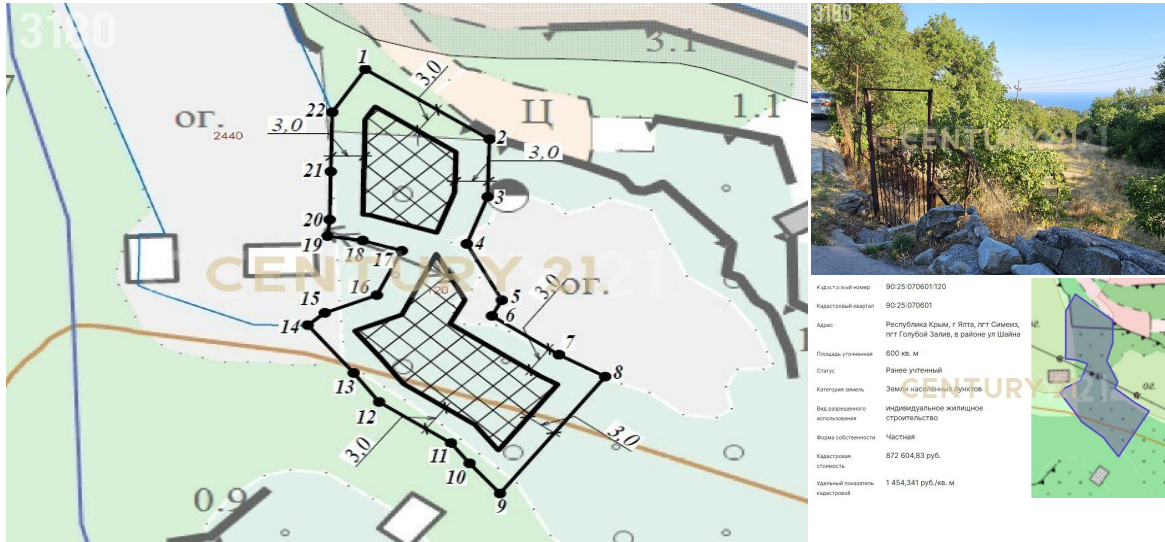 3180
3.1
1
3,0
ог.
2440
22
Ц
1.1
3,0
2
3,0
21
3
20
19
18
17
4
CENTURY 21
120
ог.
16
15
5
3,0
6
14
7
8
13
12
3,0
11
3,0
10
0.9
9
3180
CENTURY 21
Кадастровый номер 90:25:070601:120
Кадастровый квартал 90:25:070601
Адрес Республика Крым, г Ялта, пгт Симеиз,
пгт Голубой Залив, в районе ул Шайна
Площадь уточненная 600 кв. м
Статус Ранее учтенный
Категория земель Земли населённых пунктов
CENTURY 21
Вид разрешенного
использования
индивидуальное жилищное
строительство
Форма собственности Частная
Кадастровая
стоимость
872 604,83 руб.
Удельный показатель
кадастровой
1 454,341 руб./кв. м
ог.
ог.